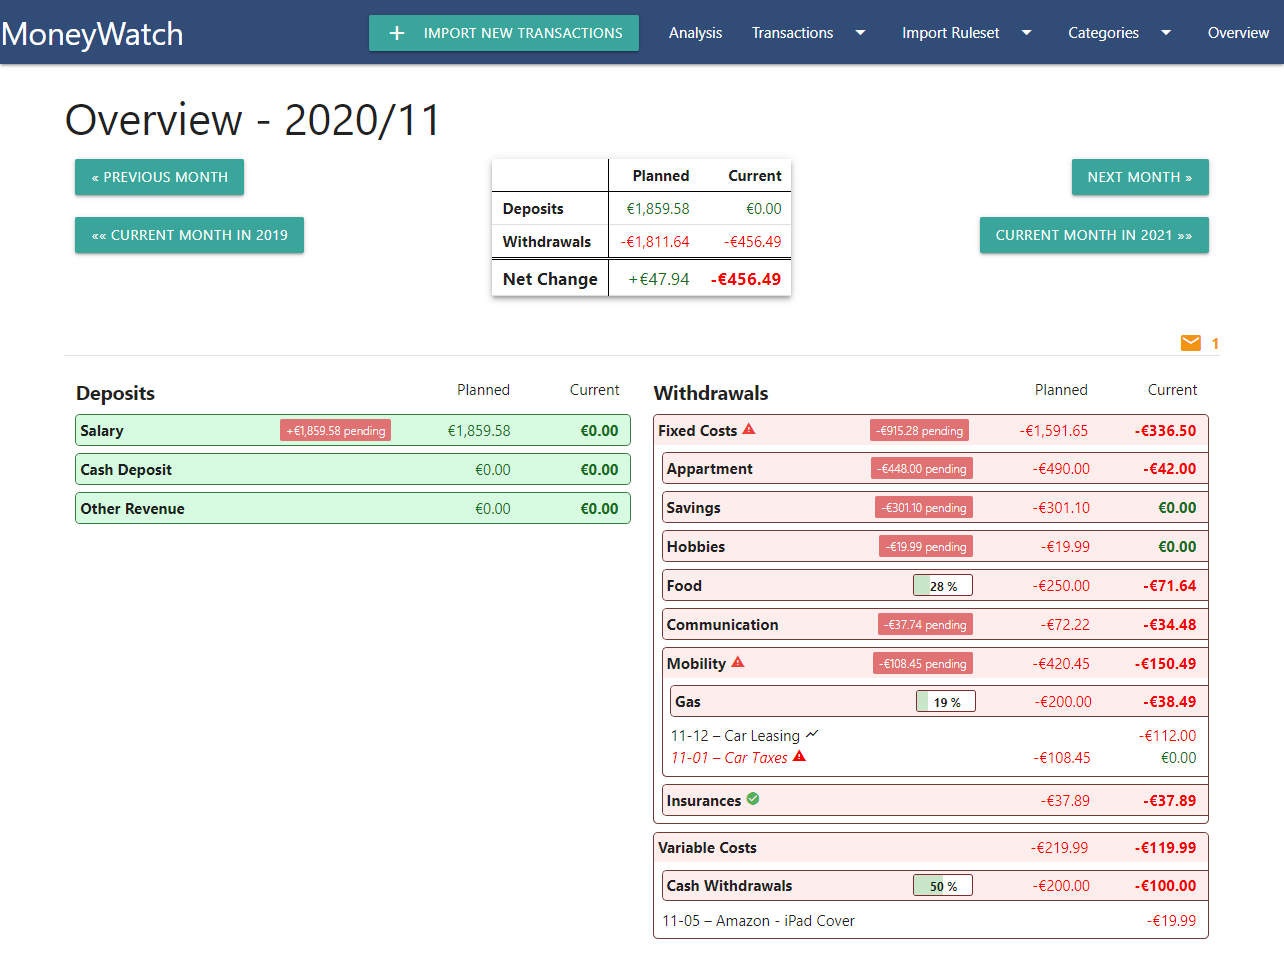 MoneyWatch
+ IMPORT NEW TRANSACTIONS Analysis Transactions Import Ruleset Categories Overview
Overview - 2020/11
« PREVIOUS MONTH
«« CURRENT MONTH IN 2019
Planned Current
Deposits €1,859.58 €0.00
Withdrawals -€1,811.64 -€456.49
Net Change +€47.94 -€456.49
NEXT MONTH »
CURRENT MONTH IN 2021 »»
1
Deposits Planned Current
Salary +€1,859.58 pending €1,859.58 €0.00
Cash Deposit €0.00 €0.00
Other Revenue €0.00 €0.00
Withdrawals Planned Current
Fixed Costs -€915.28 pending -€1,591.65 -€336.50
Appartment -€448.00 pending -€490.00 -€42.00
Savings -€301.10 pending -€301.10 €0.00
Hobbies -€19.99 pending -€19.99 €0.00
Food 28 % -€250.00 -€71.64
Communication -€37.74 pending -€72.22 -€34.48
Mobility -€108.45 pending -€420.45 -€150.49
Gas 19 % -€200.00 -€38.49
11-12 – Car Leasing -€112.00
11-01 – Car Taxes -€108.45 €0.00
Insurances -€37.89 -€37.89
Variable Costs -€219.99 -€119.99
Cash Withdrawals 50 % -€200.00 -€100.00
11-05 – Amazon - iPad Cover -€19.99